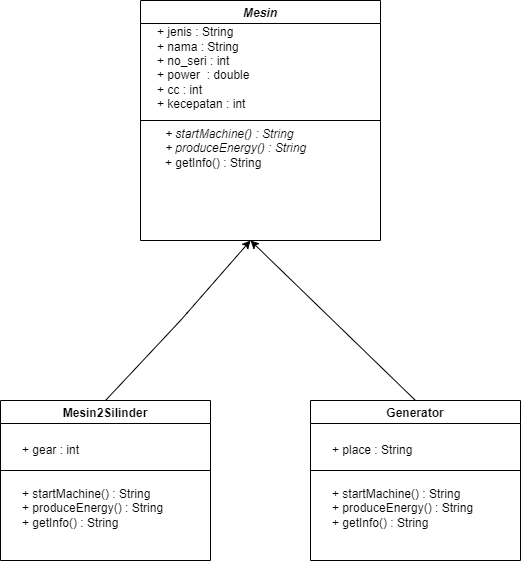 Mesin
+ jenis : String
+ nama : String
+ no_seri : int
+ power : double
+ cc : int
+ kecepatan : int
+ startMachine() : String
+ produceEnergy() : String
+ getInfo() : String
Mesin2Silinder
+ gear : int
+ startMachine() : String
+ produceEnergy() : String
+ getInfo() : String
Generator
+ place : String
+ startMachine() : String
+ produceEnergy() : String
+ getInfo() : String